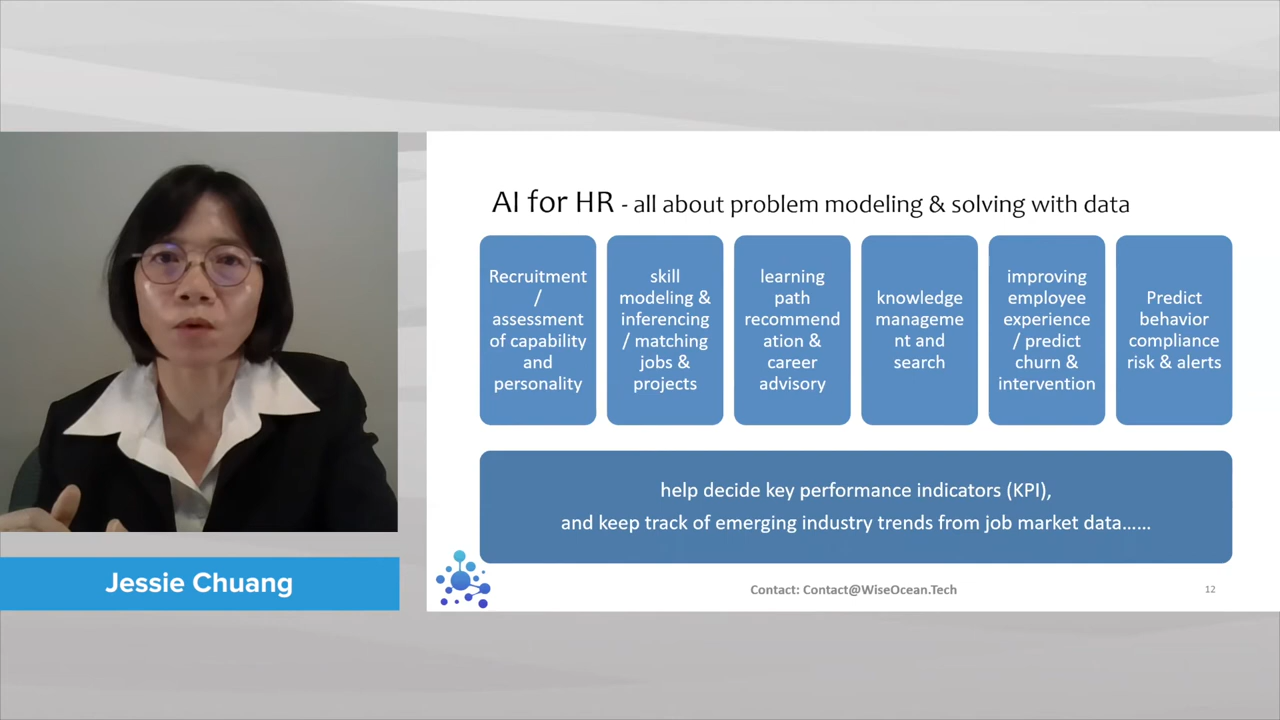 AI for HR - all about problem modeling & solving with data
Recruitment
/
assessment
of capability
and
personality
skill
modeling &
inferencing
/ matching
jobs &
projects
learning
path
recommend
ation &
career
advisory
knowledge
manageme
nt and
search
improving
employee
experience
/ predict
churn &
intervention
Predict
behavior
compliance
risk & alerts
help decide key performance indicators (KPI),
and keep track of emerging industry trends from job market data......
Jessie Chuang
Contact: Contact@WiseOcean.Tech
12